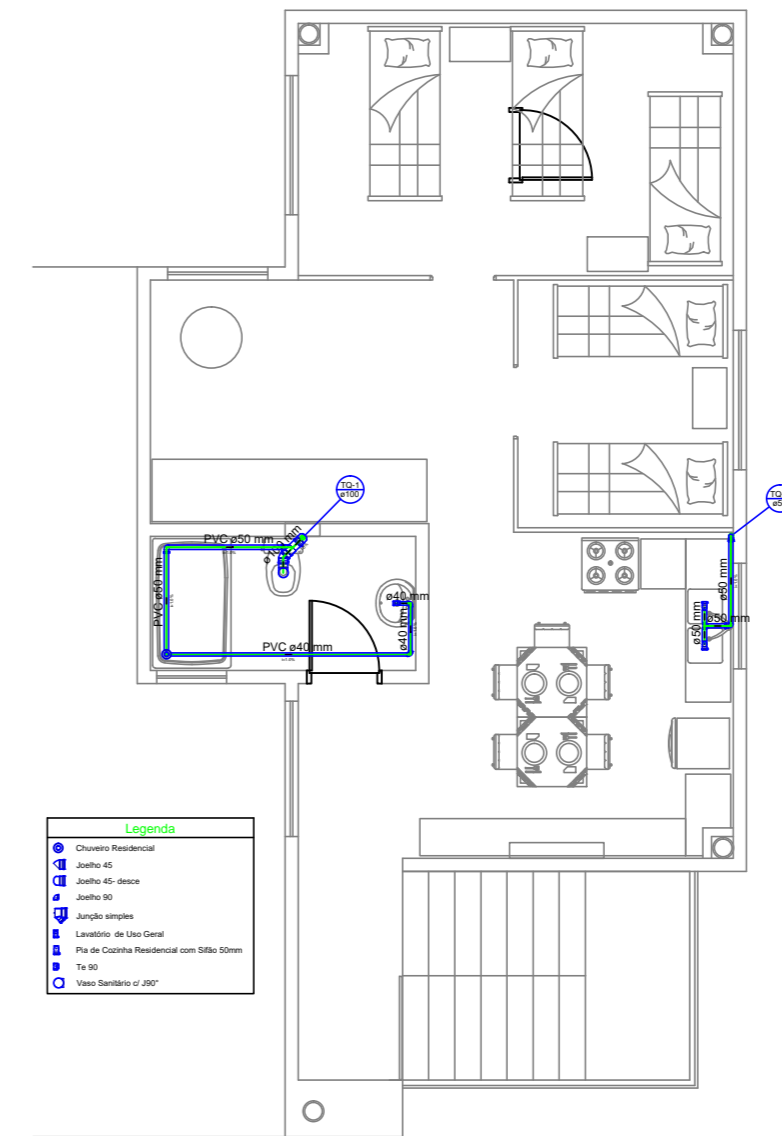 TQ-1
ø100
TQ-
ø5
PVC ø50 mm
ø100 mm
PVC ø50 mm
ø40 mm
ø40 mm
PVC ø40 mm
ø50 mm
ø50 mm
ø50 mm
Legenda
Chuveiro Residencial
Joelho 45
Joelho 45- desce
Joelho 90
Junção simples
Lavatório de Uso Geral
Pia de Cozinha Residencial com Sifão 50mm
Te 90
Vaso Sanitário c/ J90°